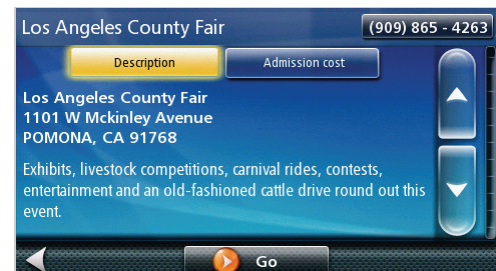 Los Angeles County Fair
(909) 865 - 4263
Description
Admission cost
Los Angeles County Fair
1101 W Mckinley Avenue
POMONA, CA 91768
Exhibits, livestock competitions, carnival rides, contests,
entertainment and an old-fashioned cattle drive round out this
event.
Go